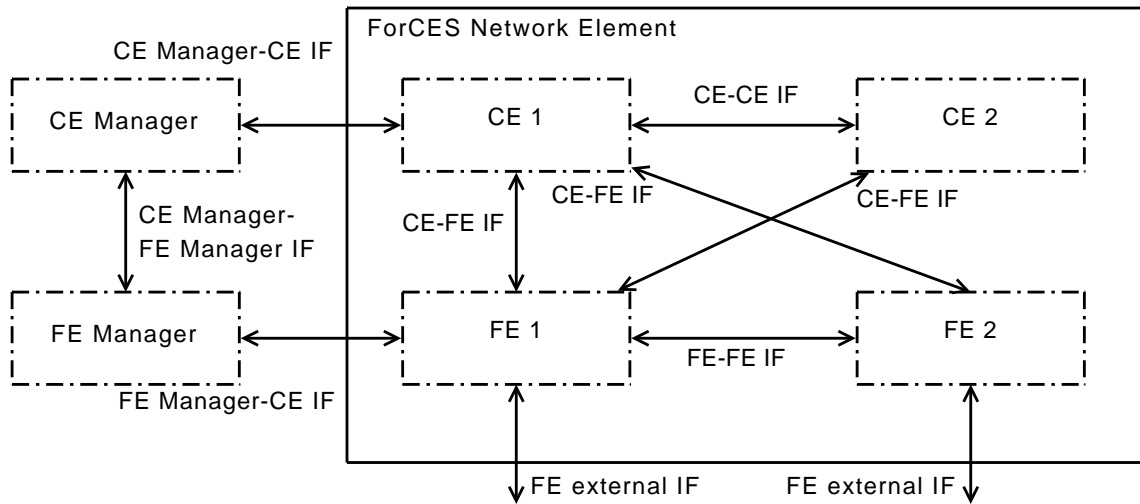 ForCES Network Element
CE Manager-CE IF
CE Manager
CE 1
CE-CE IF
CE 2
CE-FE IF
CE-FE IF
CE Manager-
FE Manager IF
CE-FE IF
FE Manager
FE 1
FE-FE IF
FE 2
FE Manager-CE IF
FE external IF
FE external IF